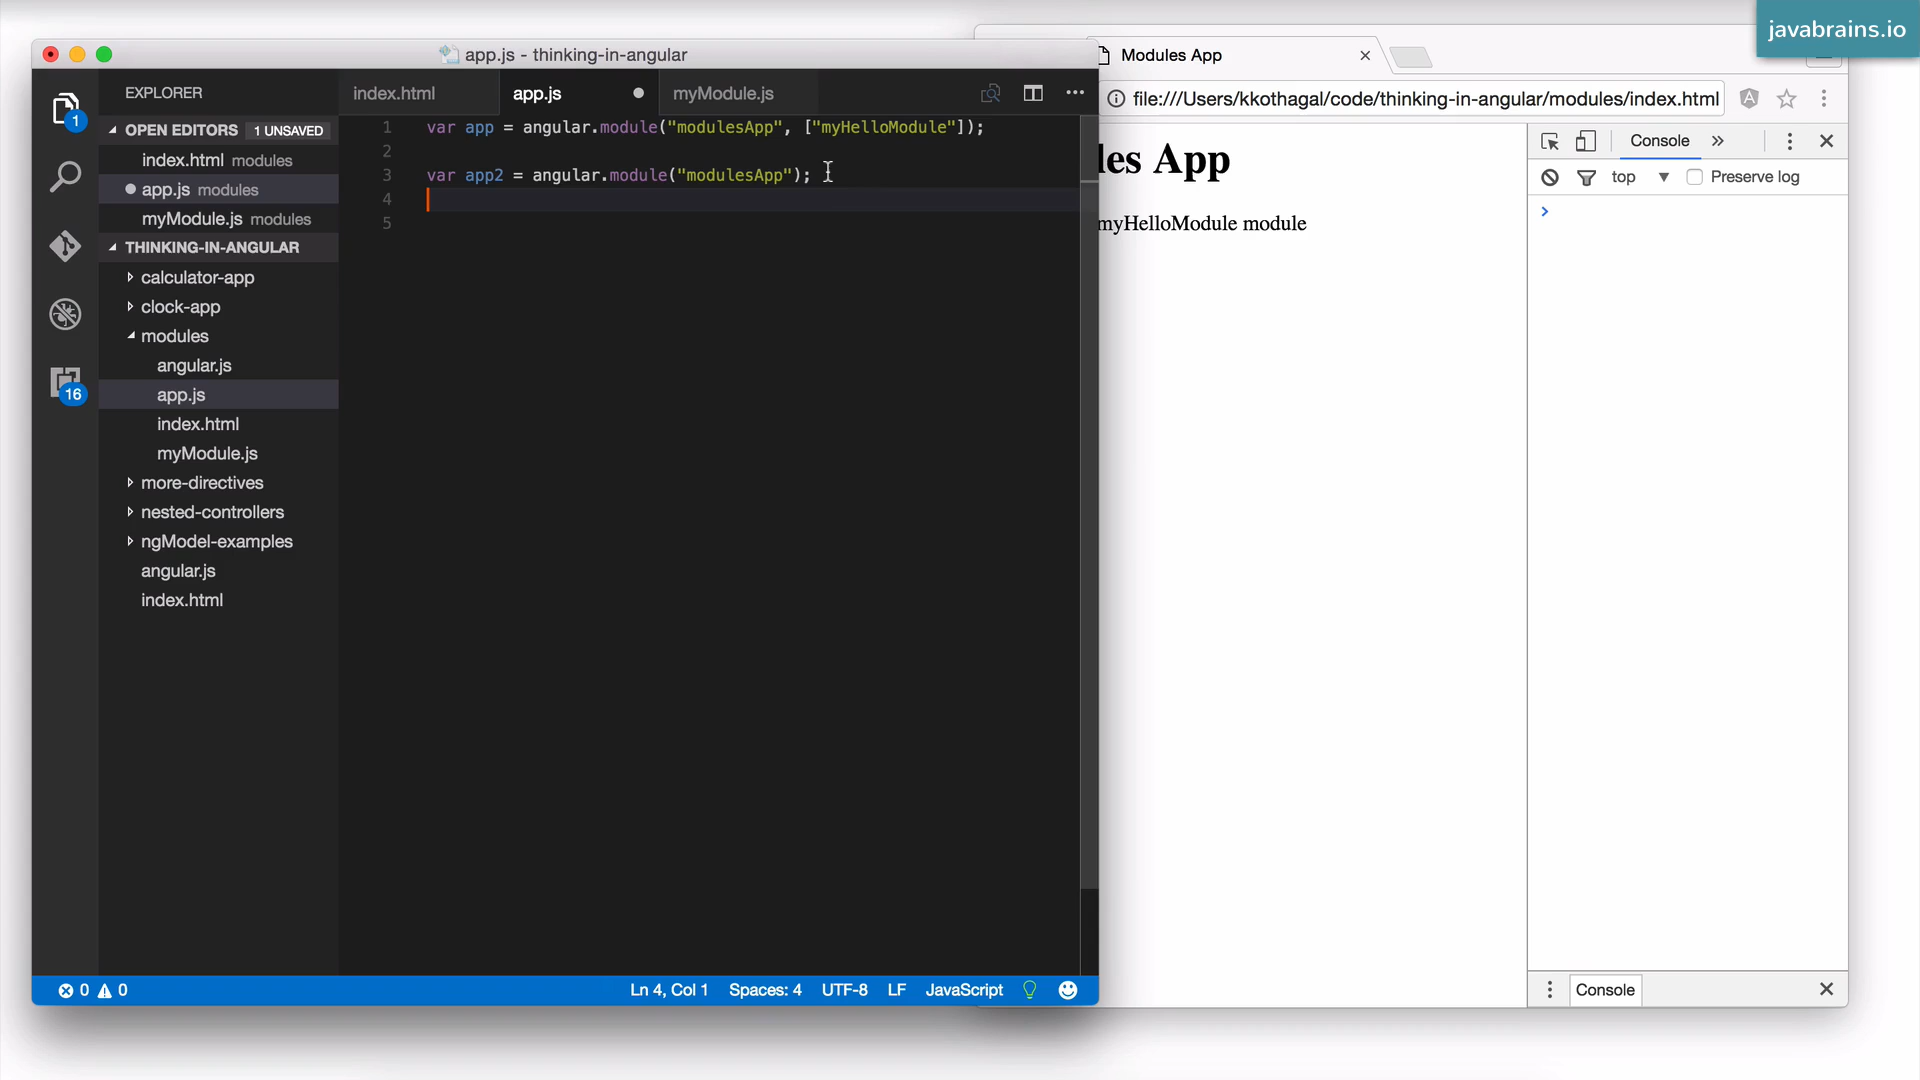 javabrains.io
app.js - thinking-in-angular
EXPLORER
1
OPEN EDITORS 1 UNSAVED
index.html modules
app.js modules
myModule.js modules
THINKING-IN-ANGULAR
calculator-app
clock-app
modules
angular.js
app.js
index.html
myModule.js
more-directives
nested-controllers
ngModel-examples
angular.js
index.html
16
index.html app.js myModule.js
1 var app = angular.module("modulesApp", ["myHelloModule"]);
2
3 var app2 = angular.module("modulesApp");
4
5
0 0 Ln 4, Col 1 Spaces: 4 UTF-8 LF JavaScript
Modules App
file:///Users/kkothagal/code/thinking-in-angular/modules/index.html
les App
myHelloModule module
Console
top Preserve log
Console